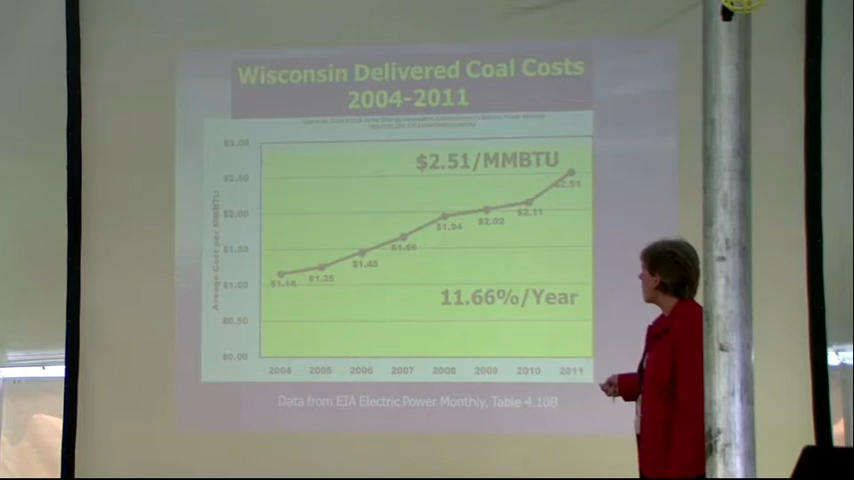 Wisconsin Delivered Coal Costs
2004-2011
$3.00
$2.51/MMBTU
$2.50
$2.51
$2.00
$2.11
$2.02
$1.94
$1.66
$1.50
$1.45
$1.25
$1.16
$1.00
11.66%/Year
$0.50
$0.00
Average Cost per MMBTU
2004 2005 2006 2007 2008 2009 2010 2011
Data from EIA Electric Power Monthly, Table 4.10B